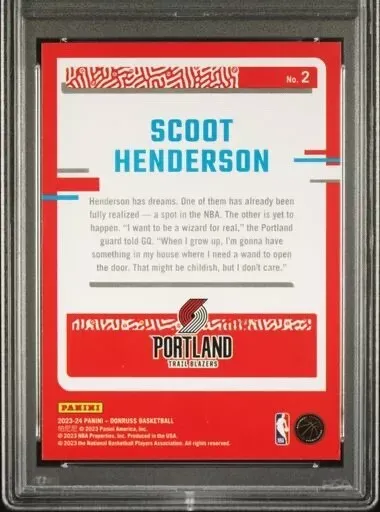 No. 2
SCOOT
HENDERSON
Henderson has dreams. One of them has already been
fully realized — a spot in the NBA. The other is yet to
happen. “I want to be a wizard for real,” the Portland
guard told GQ. “When I grow up, I'm gonna have
something in my house where I need a wand to open
the door. That might be childish, but I don't care.”
PORTLAND
TRAIL BLAZERS
PANINI
2023-24 PANINI – DONRUSS BASKETBALL
© 2023 Panini America, Inc.
© 2023 NBA Properties, Inc. Produced in the USA.
© 2023 the National Basketball Players Association. All rights reserved.